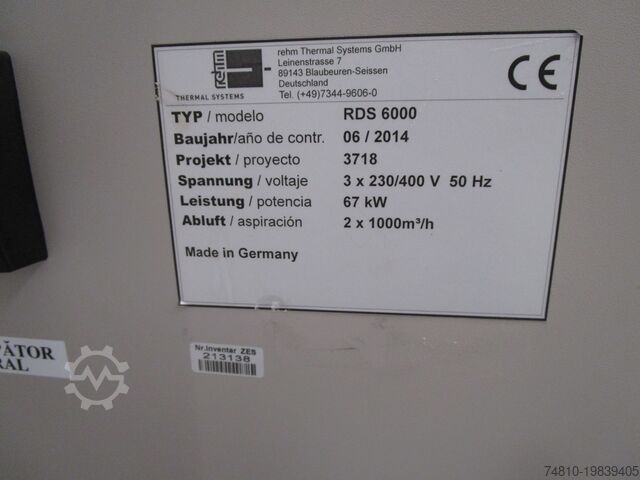 rehm
THERMAL SYSTEMS
rehm Thermal Systems GmbH
Leinenstrasse 7
89143 Blaubeuren-Seissen
Deutschland
Tel. (+49)7344-9606-0
CE
TYP / modelo RDS 6000
Baujahr/año de contr. 06 / 2014
Projekt / proyecto 3718
Spannung / voltaje 3 x 230/400 V 50 Hz
Leistung / potencia 67 kW
Abluft / aspiración 2 x 1000m³/h
Made in Germany
PĂTOR
RAL
Nr.Inventar ZES
213138
74810-19839405